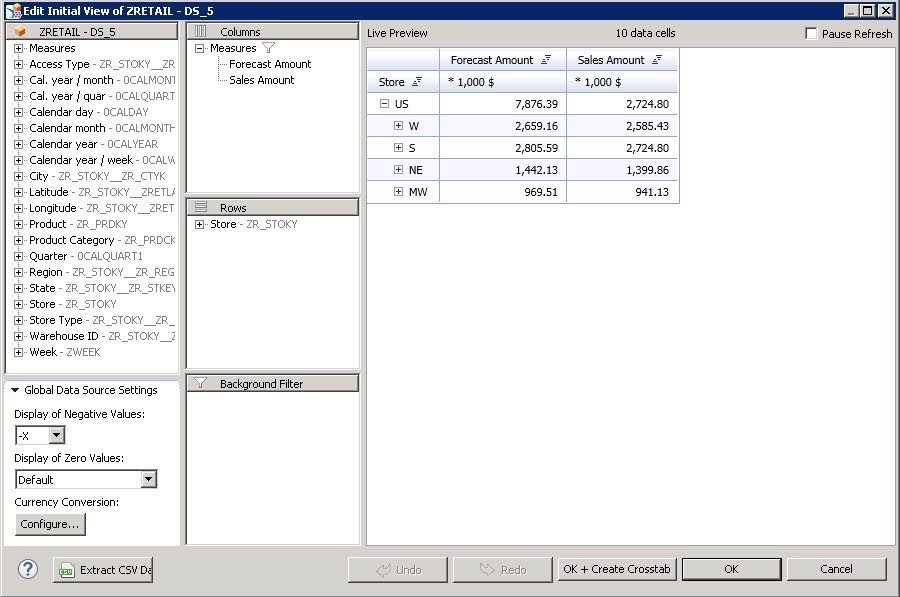 Edit Initial View of ZRETAIL - DS_5
ZRETAIL - DS_5
Measures
Access Type - ZR_STOKY__ZR
Cal. year / month - 0CALMONT
Cal. year / quar - 0CALQUART
Calendar day - 0CALDAY
Calendar month - 0CALMONTH
Calendar year - 0CALYEAR
Calendar year / week - 0CALW
City - ZR_STOKY__ZR_CTYK
Latitude - ZR_STOKY__ZRETLA
Longitude - ZR_STOKY__ZRET
Product - ZR_PRDKY
Product Category - ZR_PRDCK
Quarter - 0CALQUART1
Region - ZR_STOKY__ZR_REG
State - ZR_STOKY__ZR_STKEY
Store - ZR_STOKY
Store Type - ZR_STOKY__ZR_
Warehouse ID - ZR_STOKY__Z
Week - ZWEEK
Global Data Source Settings
Display of Negative Values:
-X
Display of Zero Values:
Default
Currency Conversion:
Configure...
Columns
Measures
Forecast Amount
Sales Amount
Rows
Store - ZR_STOKY
Background Filter
Live Preview 10 data cells Pause Refresh
Forecast Amount Sales Amount
Store * 1,000 $ * 1,000 $
US 7,876.39 2,724.80
W 2,659.16 2,585.43
S 2,805.59 2,724.80
NE 1,442.13 1,399.86
MW 969.51 941.13
? Extract CSV Da Undo Redo OK + Create Crosstab OK Cancel